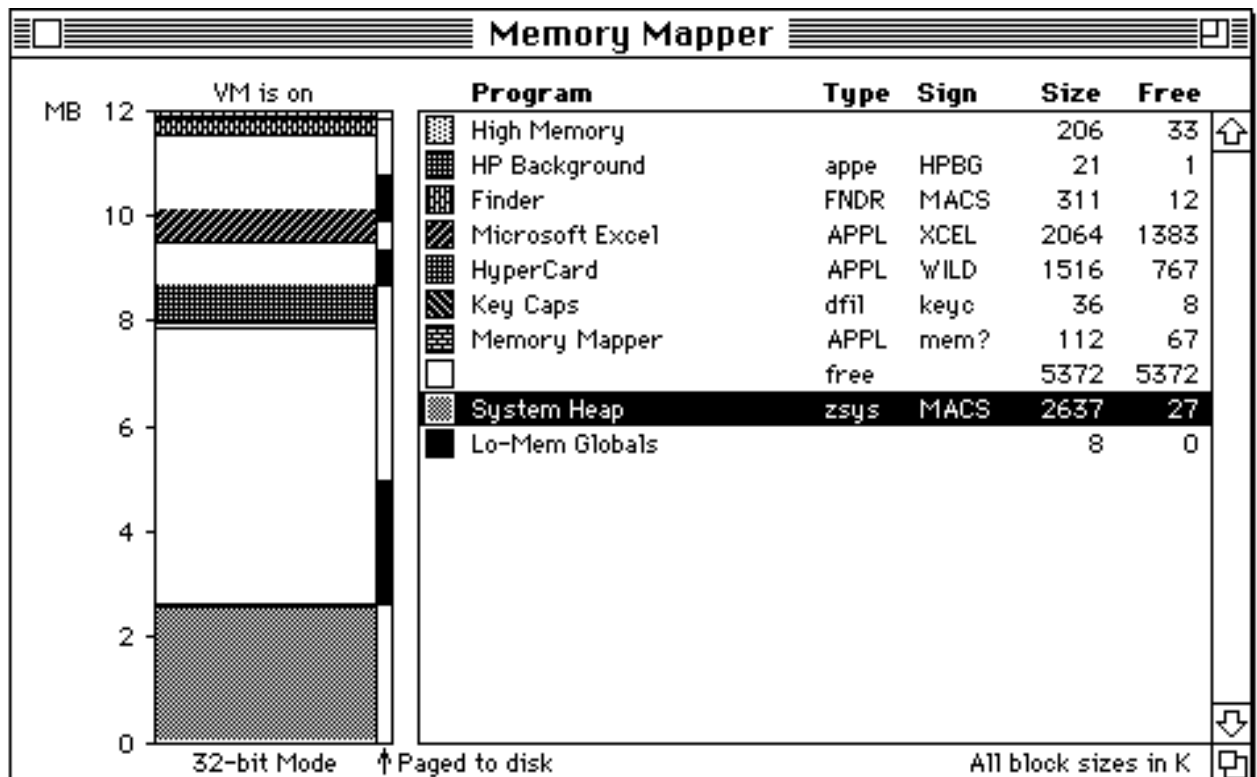 Memory Mapper
VM is on
MB 12
10
8
6
4
2
0
32-bit Mode
Paged to disk
Program Type Sign Size Free
High Memory 206 33
HP Background appe HPBG 21 1
Finder FNDR MACS 311 12
Microsoft Excel APPL XCEL 2064 1383
HyperCard APPL WILD 1516 767
Key Caps dfil keyc 36 8
Memory Mapper APPL mem? 112 67
free 5372 5372
System Heap zsys MACS 2637 27
Lo-Mem Globals 8 0
All block sizes in K